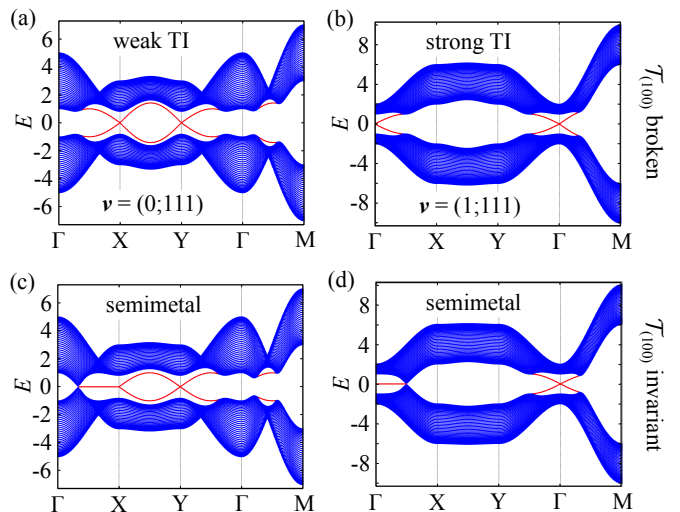 (a)
weak TI
E
6
4
2
0
-2
-4
-6
ν = (0;111)
Γ X Y Γ M
(b)
strong TI
E
8
4
0
-4
-8
ν = (1;111)
Γ X Y Γ M
𝒯(100) broken
(c)
semimetal
E
6
4
2
0
-2
-4
-6
Γ X Y Γ M
(d)
semimetal
E
8
4
0
-4
-8
Γ X Y Γ M
𝒯(100) invariant